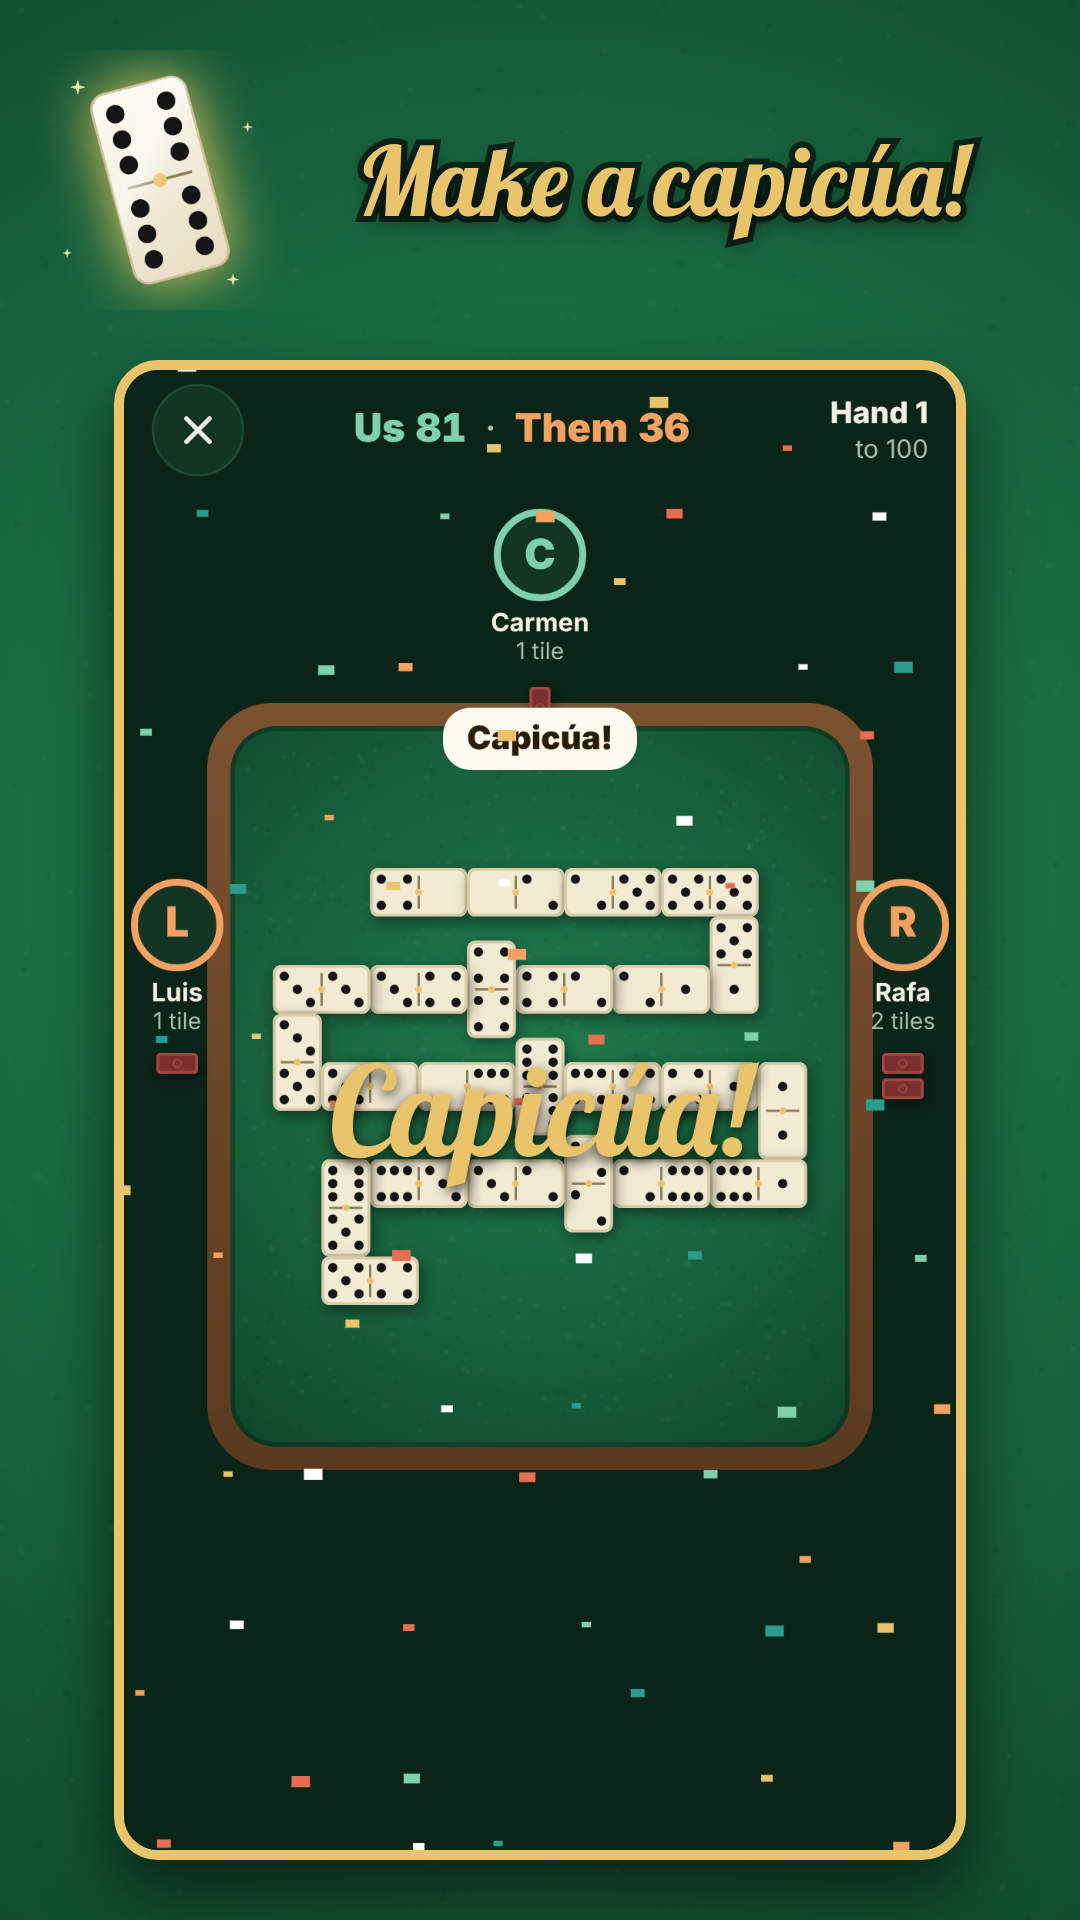 Make a capicúa!
Us 81 · Them 36
Hand 1
to 100
C
Carmen
1 tile
Capicúa!
L
Luis
1 tile
R
Rafa
2 tiles
Capicúa!